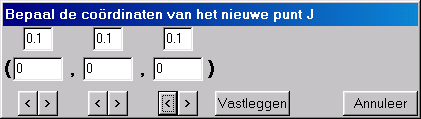 Bepaal de coördinaten van het nieuwe punt J
0.1 0.1 0.1
( 0 , 0 , 0 )
< > < > < > Vastleggen Annuleer